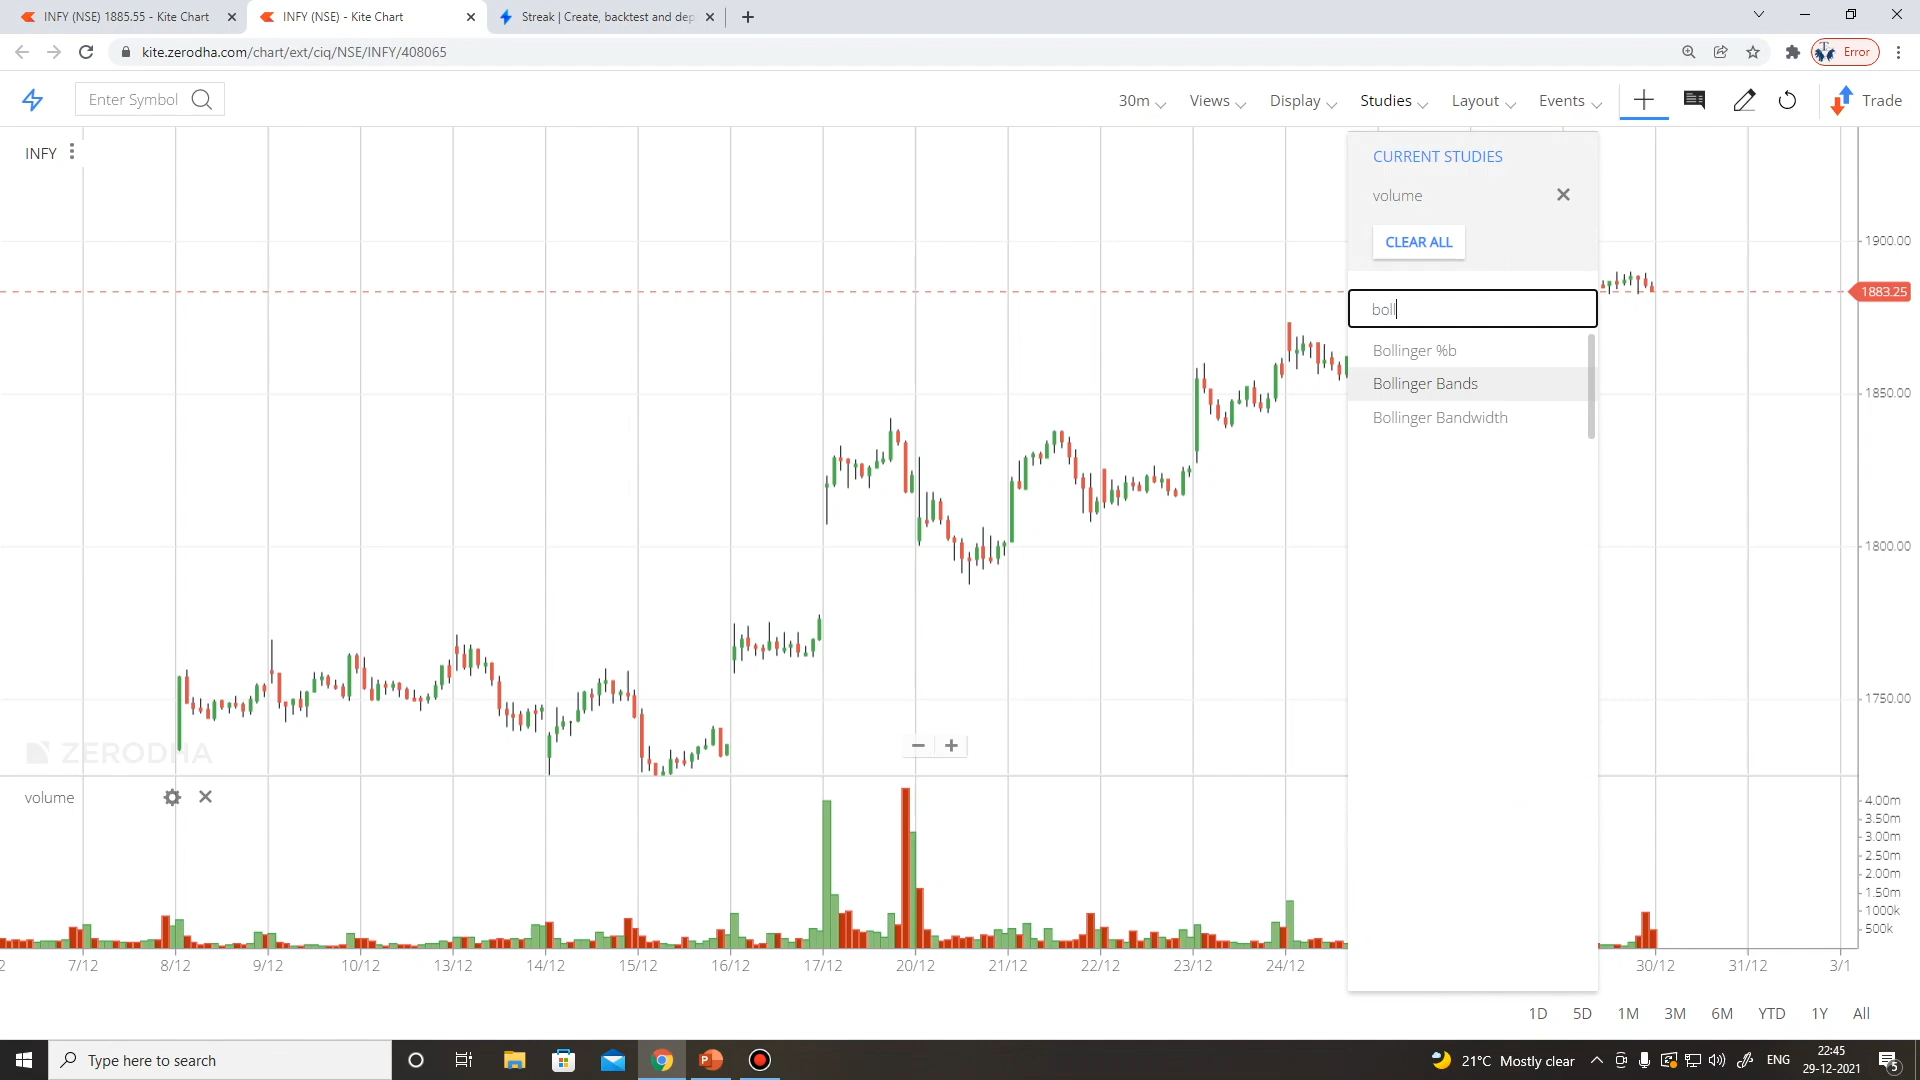 INFY (NSE) 1885.55 - Kite Chart
INFY (NSE) - Kite Chart
Streak | Create, backtest and dep
kite.zerodha.com/chart/ext/ciq/NSE/INFY/408065
Error
Enter Symbol
30m
Views
Display
Studies
Layout
Events
Trade
INFY
CURRENT STUDIES
volume
CLEAR ALL
boll
Bollinger %b
Bollinger Bands
Bollinger Bandwidth
1900.00
1883.25
1850.00
1800.00
1750.00
ZERODHA
volume
4.00m
3.50m
3.00m
2.50m
2.00m
1.50m
1000k
500k
2 7/12 8/12 9/12 10/12 13/12 14/12 15/12 16/12 17/12 20/12 21/12 22/12 23/12 24/12 30/12 31/12 3/1
1D 5D 1M 3M 6M YTD 1Y All
Type here to search
21°C Mostly clear
ENG
22:45
29-12-2021
5